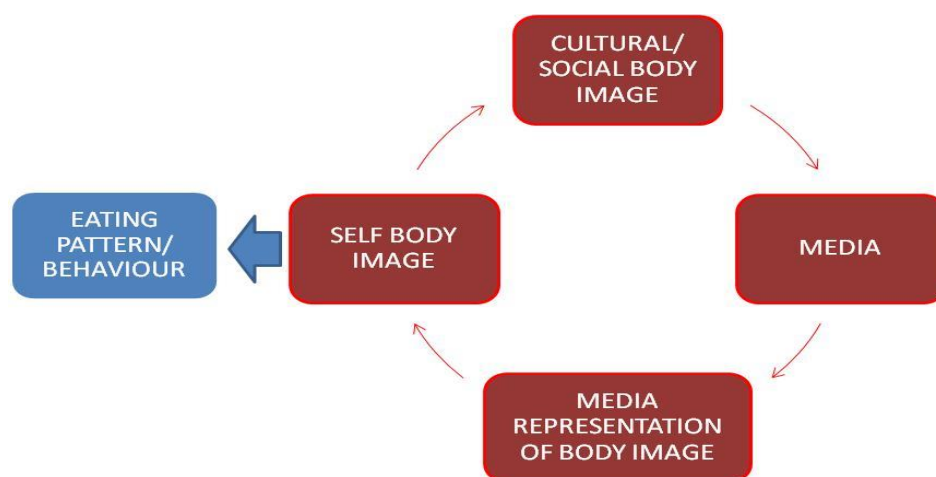 CULTURAL/
SOCIAL BODY
IMAGE
EATING
PATTERN/
BEHAVIOUR
SELF BODY
IMAGE
MEDIA
MEDIA
REPRESENTATION
OF BODY IMAGE